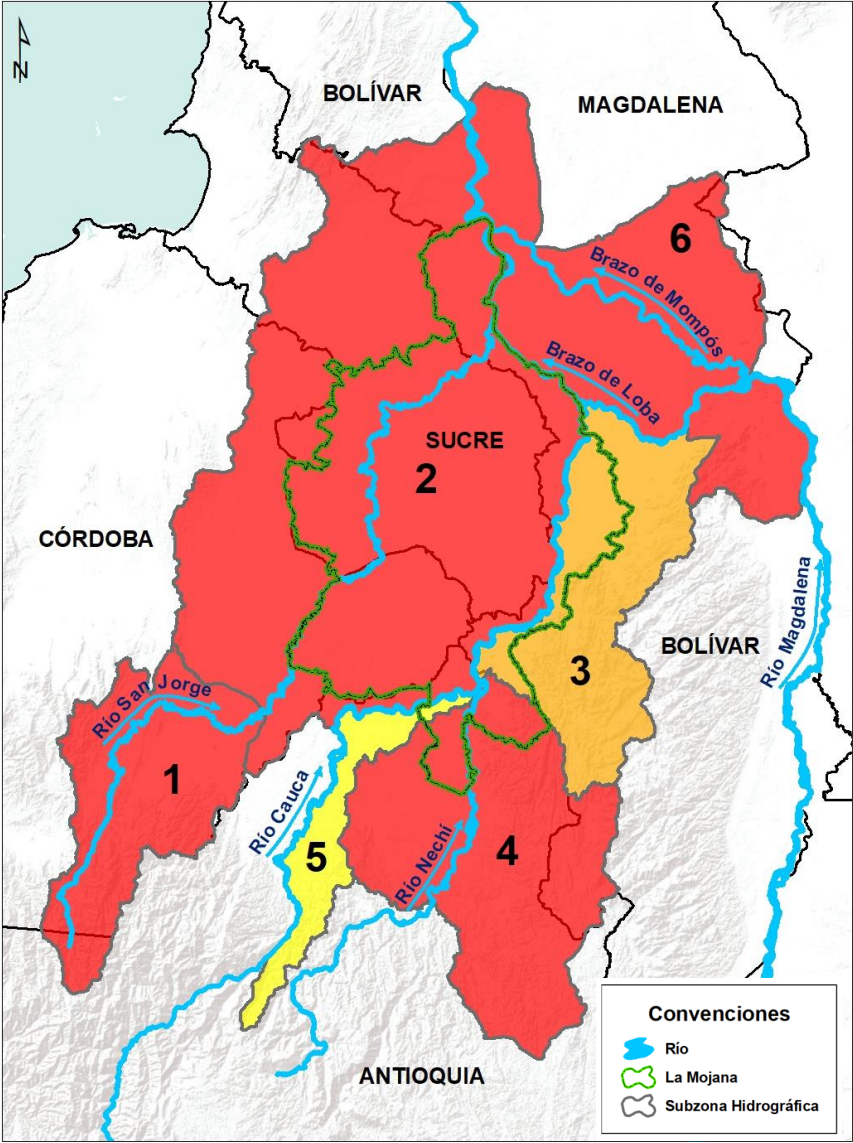 N
BOLÍVAR
MAGDALENA
6
Brazo de Mompós
Brazo de Loba
SUCRE
2
CÓRDOBA
BOLÍVAR
Río Magdalena
3
Río San Jorge
1
Río Cauca
5
Río Nechí
4
ANTIOQUIA
Convenciones
Río
La Mojana
Subzona Hidrográfica